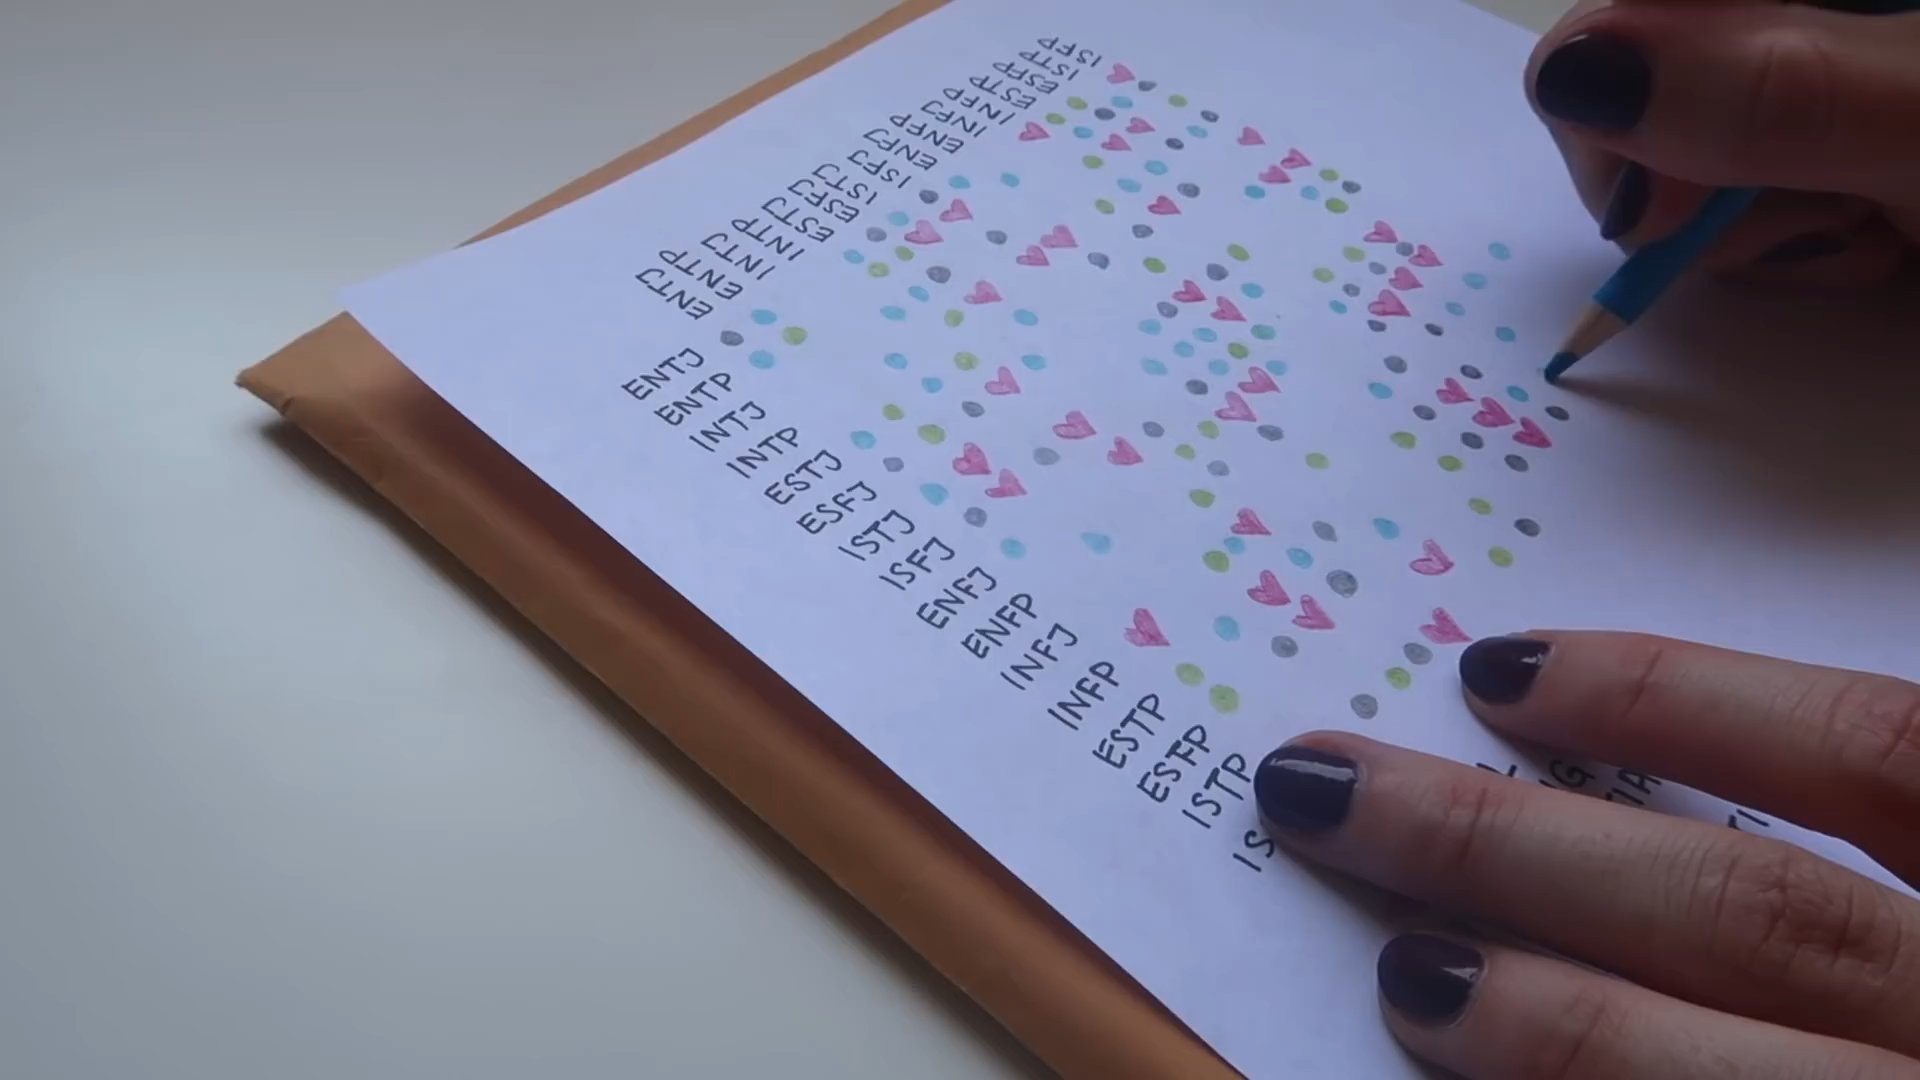 ISFP
ISTP
ESFP
ESTP
INFP
INFJ
ENFP
ENFJ
ISFJ
ISTJ
ESFJ
ESTJ
INTP
INTJ
ENTP
ENTJ
ENTJ
ENTP
INTJ
INTP
ESTJ
ESFJ
ISTJ
ISFJ
ENFJ
ENFP
INFJ
INFP
ESTP
ESFP
ISTP
IS